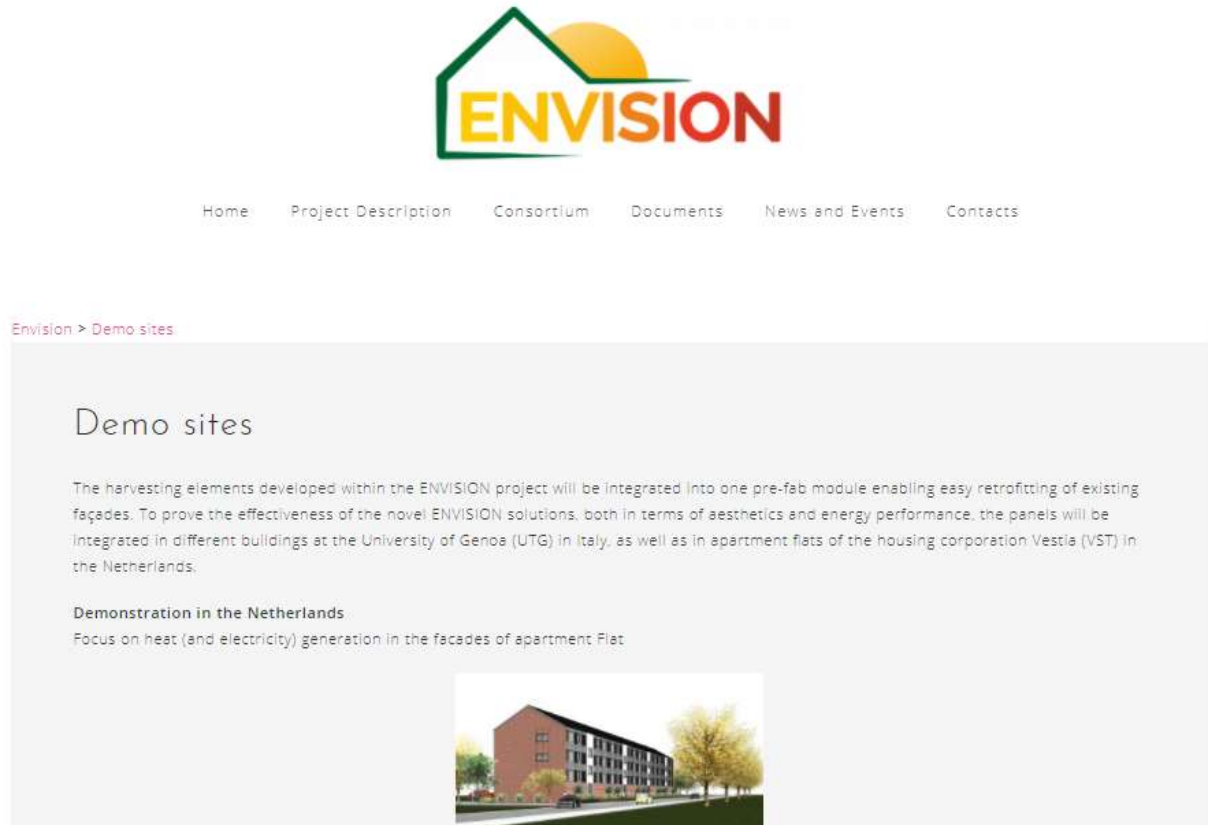 ENVISION
Home Project Description Consortium Documents News and Events Contacts
Envision > Demo sites
Demo sites
The harvesting elements developed within the ENVISION project will be integrated into one pre-fab module enabling easy retrofitting of existing
façades. To prove the effectiveness of the novel ENVISION solutions, both in terms of aesthetics and energy performance, the panels will be
integrated in different buildings at the University of Genoa (UTG) in Italy, as well as in apartment flats of the housing corporation Vestia (VST) in
the Netherlands.
Demonstration in the Netherlands
Focus on heat (and electricity) generation in the facades of apartment Flat